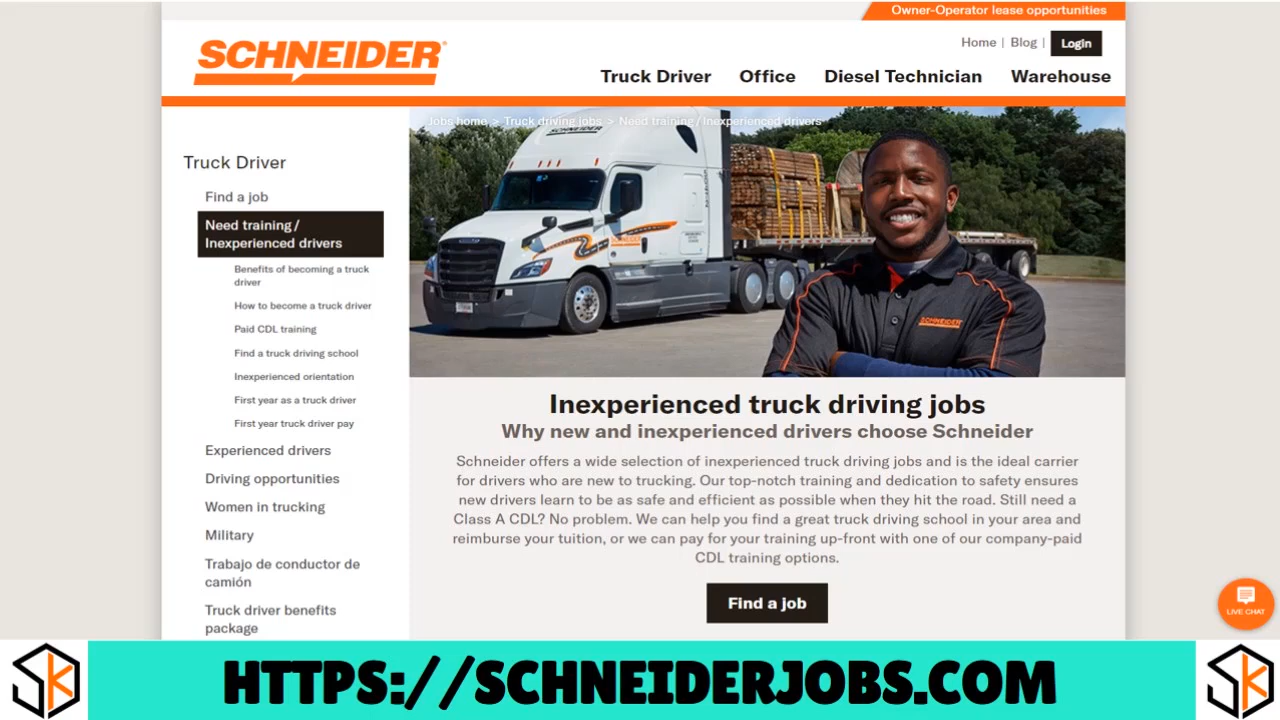 Owner-Operator lease opportunities
SCHNEIDER
Home | Blog | Login
Truck Driver Office Diesel Technician Warehouse
Jobs home > Truck driving jobs > Need training/Inexperienced drivers
Truck Driver
Find a job
Need training/
Inexperienced drivers
Benefits of becoming a truck
driver
How to become a truck driver
Paid CDL training
Find a truck driving school
Inexperienced orientation
First year as a truck driver
First year truck driver pay
Experienced drivers
Driving opportunities
Women in trucking
Military
Trabajo de conductor de
camión
Truck driver benefits
package
SCHNEIDER
SCHNEIDER
SCHNEIDER
Inexperienced truck driving jobs
Why new and inexperienced drivers choose Schneider
Schneider offers a wide selection of inexperienced truck driving jobs and is the ideal carrier
for drivers who are new to trucking. Our top-notch training and dedication to safety ensures
new drivers learn to be as safe and efficient as possible when they hit the road. Still need a
Class A CDL? No problem. We can help you find a great truck driving school in your area and
reimburse your tuition, or we can pay for your training up-front with one of our company-paid
CDL training options.
Find a job
LIVE CHAT
SK
HTTPS://SCHNEIDERJOBS.COM
SK